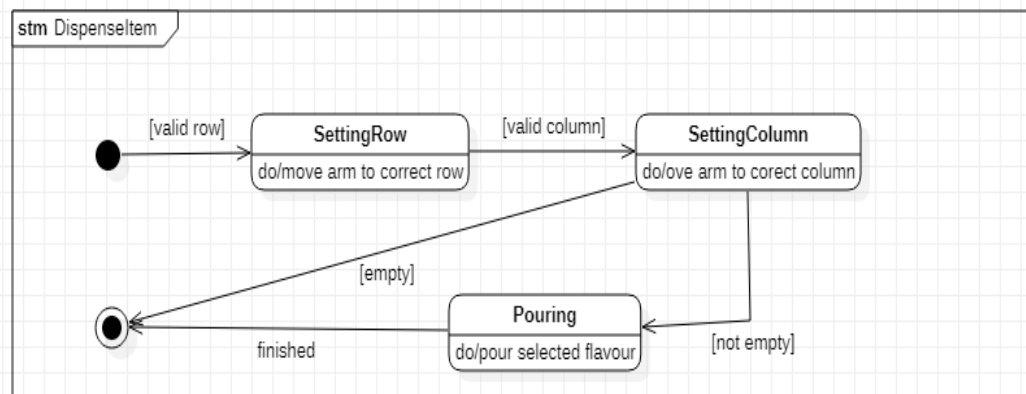 stm DispenseItem
[valid row]
[valid column]
SettingRow
do/move arm to correct row
SettingColumn
do/ove arm to corect column
[empty]
Pouring
do/pour selected flavour
[not empty]
finished